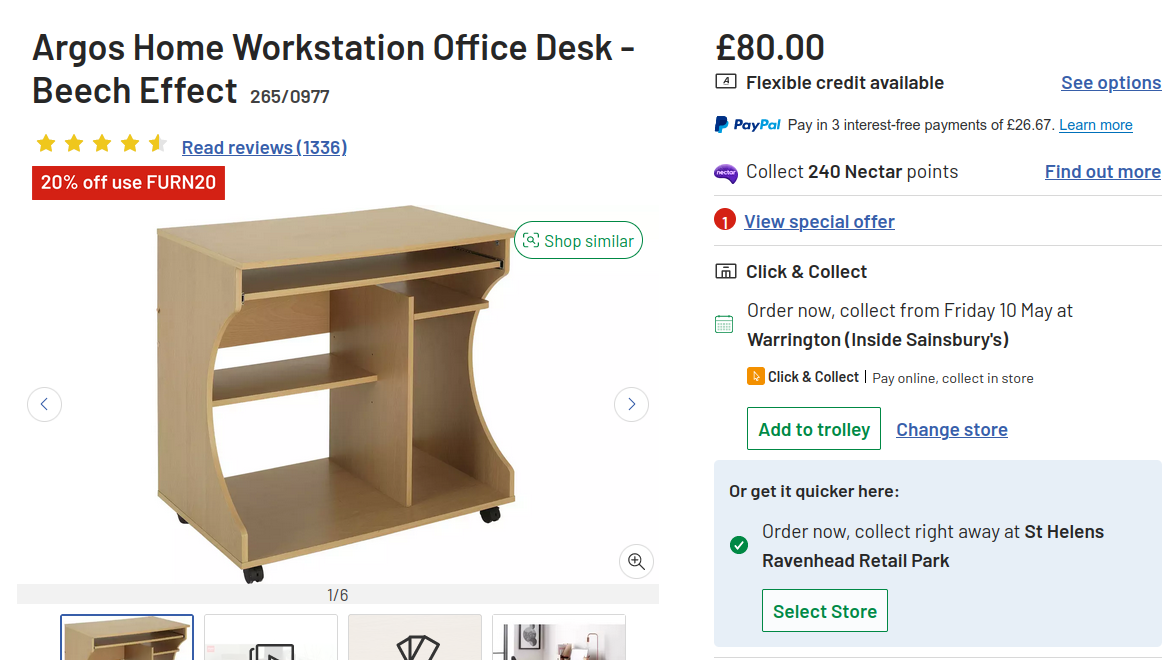 Argos Home Workstation Office Desk -
Beech Effect 265/0977
Read reviews (1336)
20% off use FURN20
Shop similar
1/6
£80.00
Flexible credit available See options
PayPal Pay in 3 interest-free payments of £26.67. Learn more
nectar Collect 240 Nectar points Find out more
1 View special offer
Click & Collect
Order now, collect from Friday 10 May at
Warrington (Inside Sainsbury's)
Click & Collect | Pay online, collect in store
Add to trolley Change store
Or get it quicker here:
Order now, collect right away at St Helens
Ravenhead Retail Park
Select Store